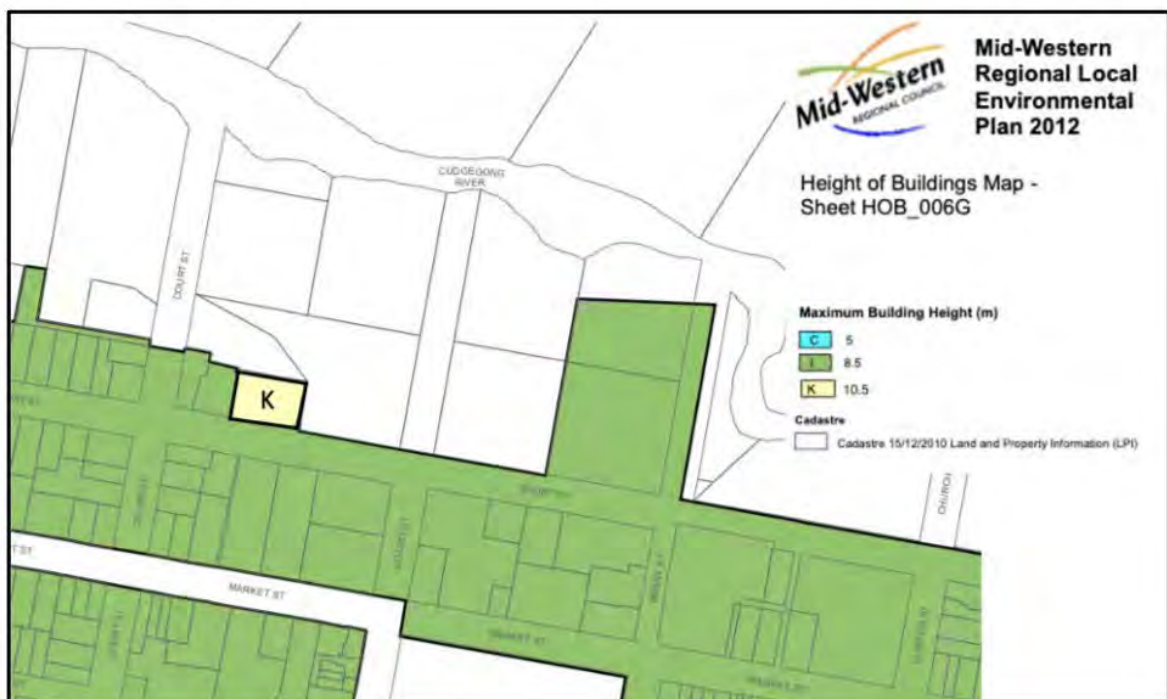 Mid-Western
REGIONAL COUNCIL
Mid-Western
Regional Local
Environmental
Plan 2012
Height of Buildings Map -
Sheet HOB_006G
Maximum Building Height (m)
C 5
I 8.5
K 10.5
Cadastre
Cadastre 15/12/2010 Land and Property Information (LPI)
CUDGEGONG
RIVER
COURT ST
K
CHURCH
MARKET ST
MARKET ST
MARKET ST